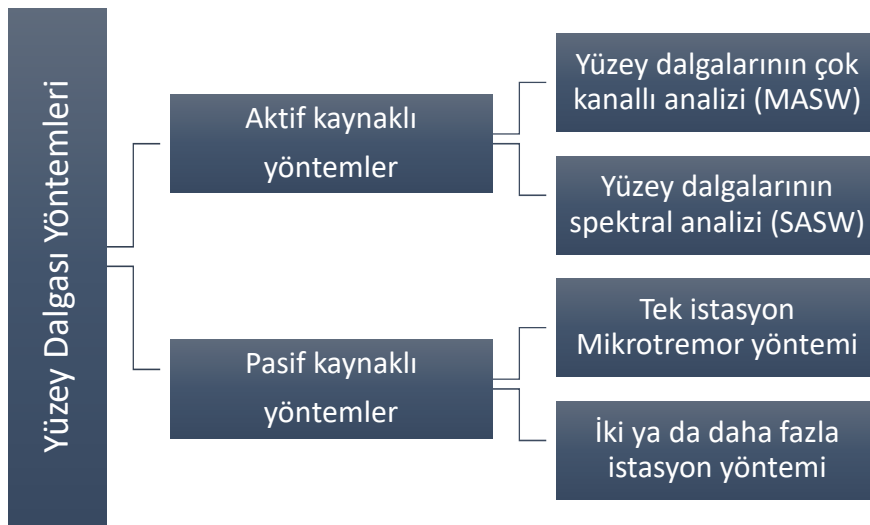 Yüzey Dalgası Yöntemleri
Aktif kaynaklı
yöntemler
Yüzey dalgalarının çok
kanallı analizi (MASW)
Yüzey dalgalarının
spektral analizi (SASW)
Pasif kaynaklı
yöntemler
Tek istasyon
Mikrotremor yöntemi
İki ya da daha fazla
istasyon yöntemi